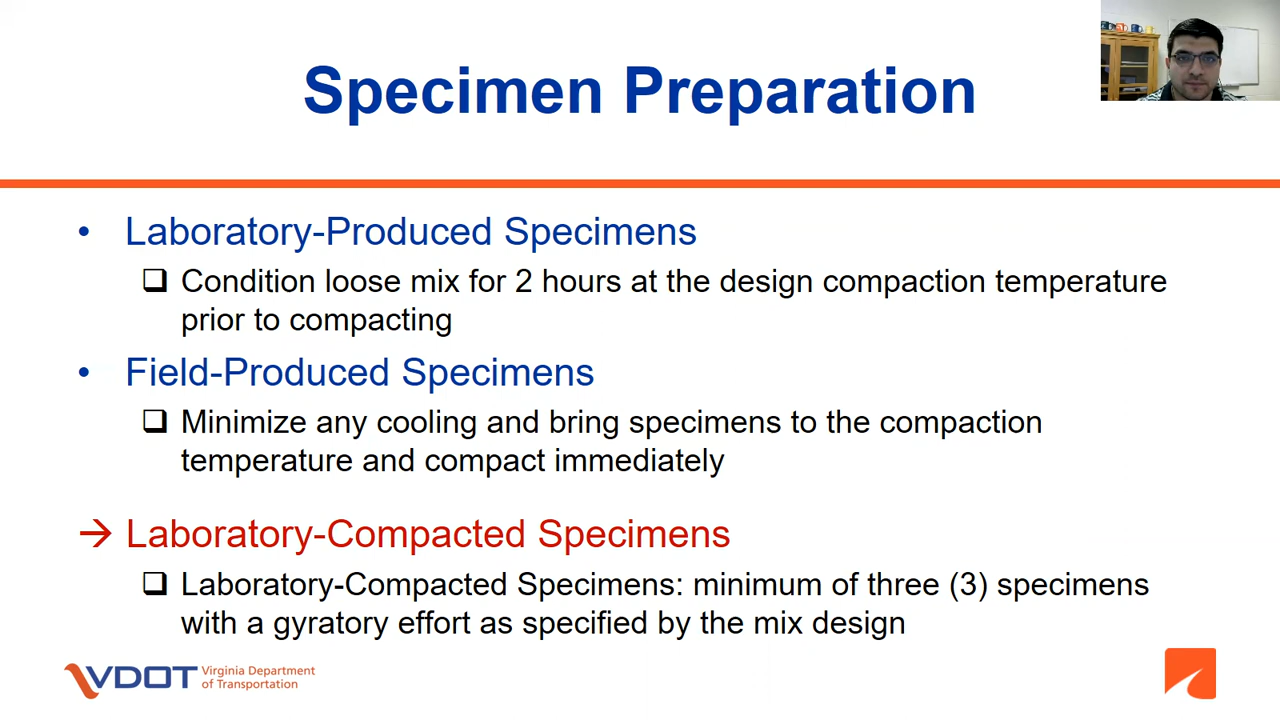 Specimen Preparation
• Laboratory-Produced Specimens
❑ Condition loose mix for 2 hours at the design compaction temperature
prior to compacting
• Field-Produced Specimens
❑ Minimize any cooling and bring specimens to the compaction
temperature and compact immediately
→ Laboratory-Compacted Specimens
❑ Laboratory-Compacted Specimens: minimum of three (3) specimens
with a gyratory effort as specified by the mix design
VDOT Virginia Department
of Transportation